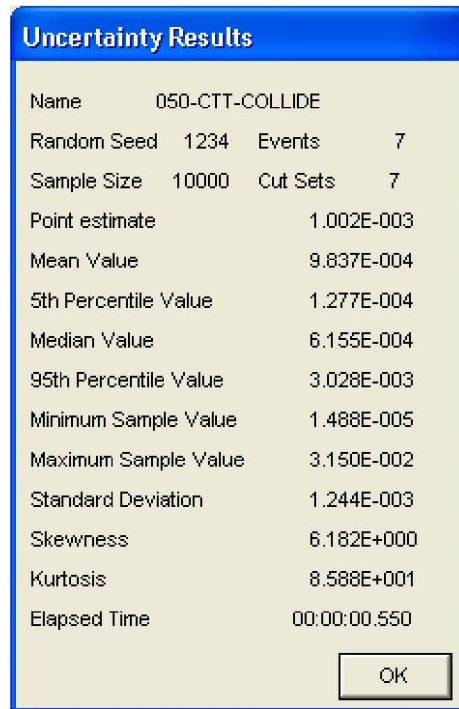 Uncertainty Results
Name 050-CTT-COLLIDE
Random Seed 1234 Events 7
Sample Size 10000 Cut Sets 7
Point estimate 1.002E-003
Mean Value 9.837E-004
5th Percentile Value 1.277E-004
Median Value 6.155E-004
95th Percentile Value 3.028E-003
Minimum Sample Value 1.488E-005
Maximum Sample Value 3.150E-002
Standard Deviation 1.244E-003
Skewness 6.182E+000
Kurtosis 8.588E+001
Elapsed Time 00:00:00.550
OK